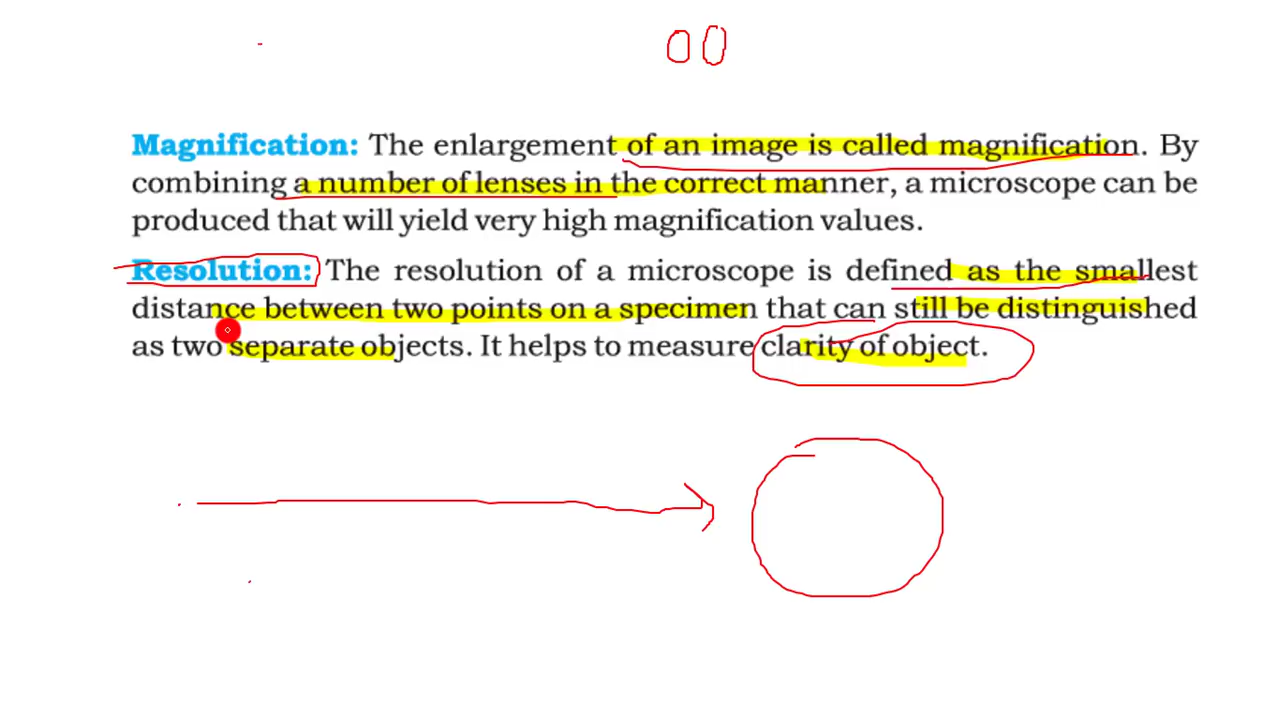 Magnification: The enlargement of an image is called magnification. By
combining a number of lenses in the correct manner, a microscope can be
produced that will yield very high magnification values.
Resolution: The resolution of a microscope is defined as the smallest
distance between two points on a specimen that can still be distinguished
as two separate objects. It helps to measure clarity of object.